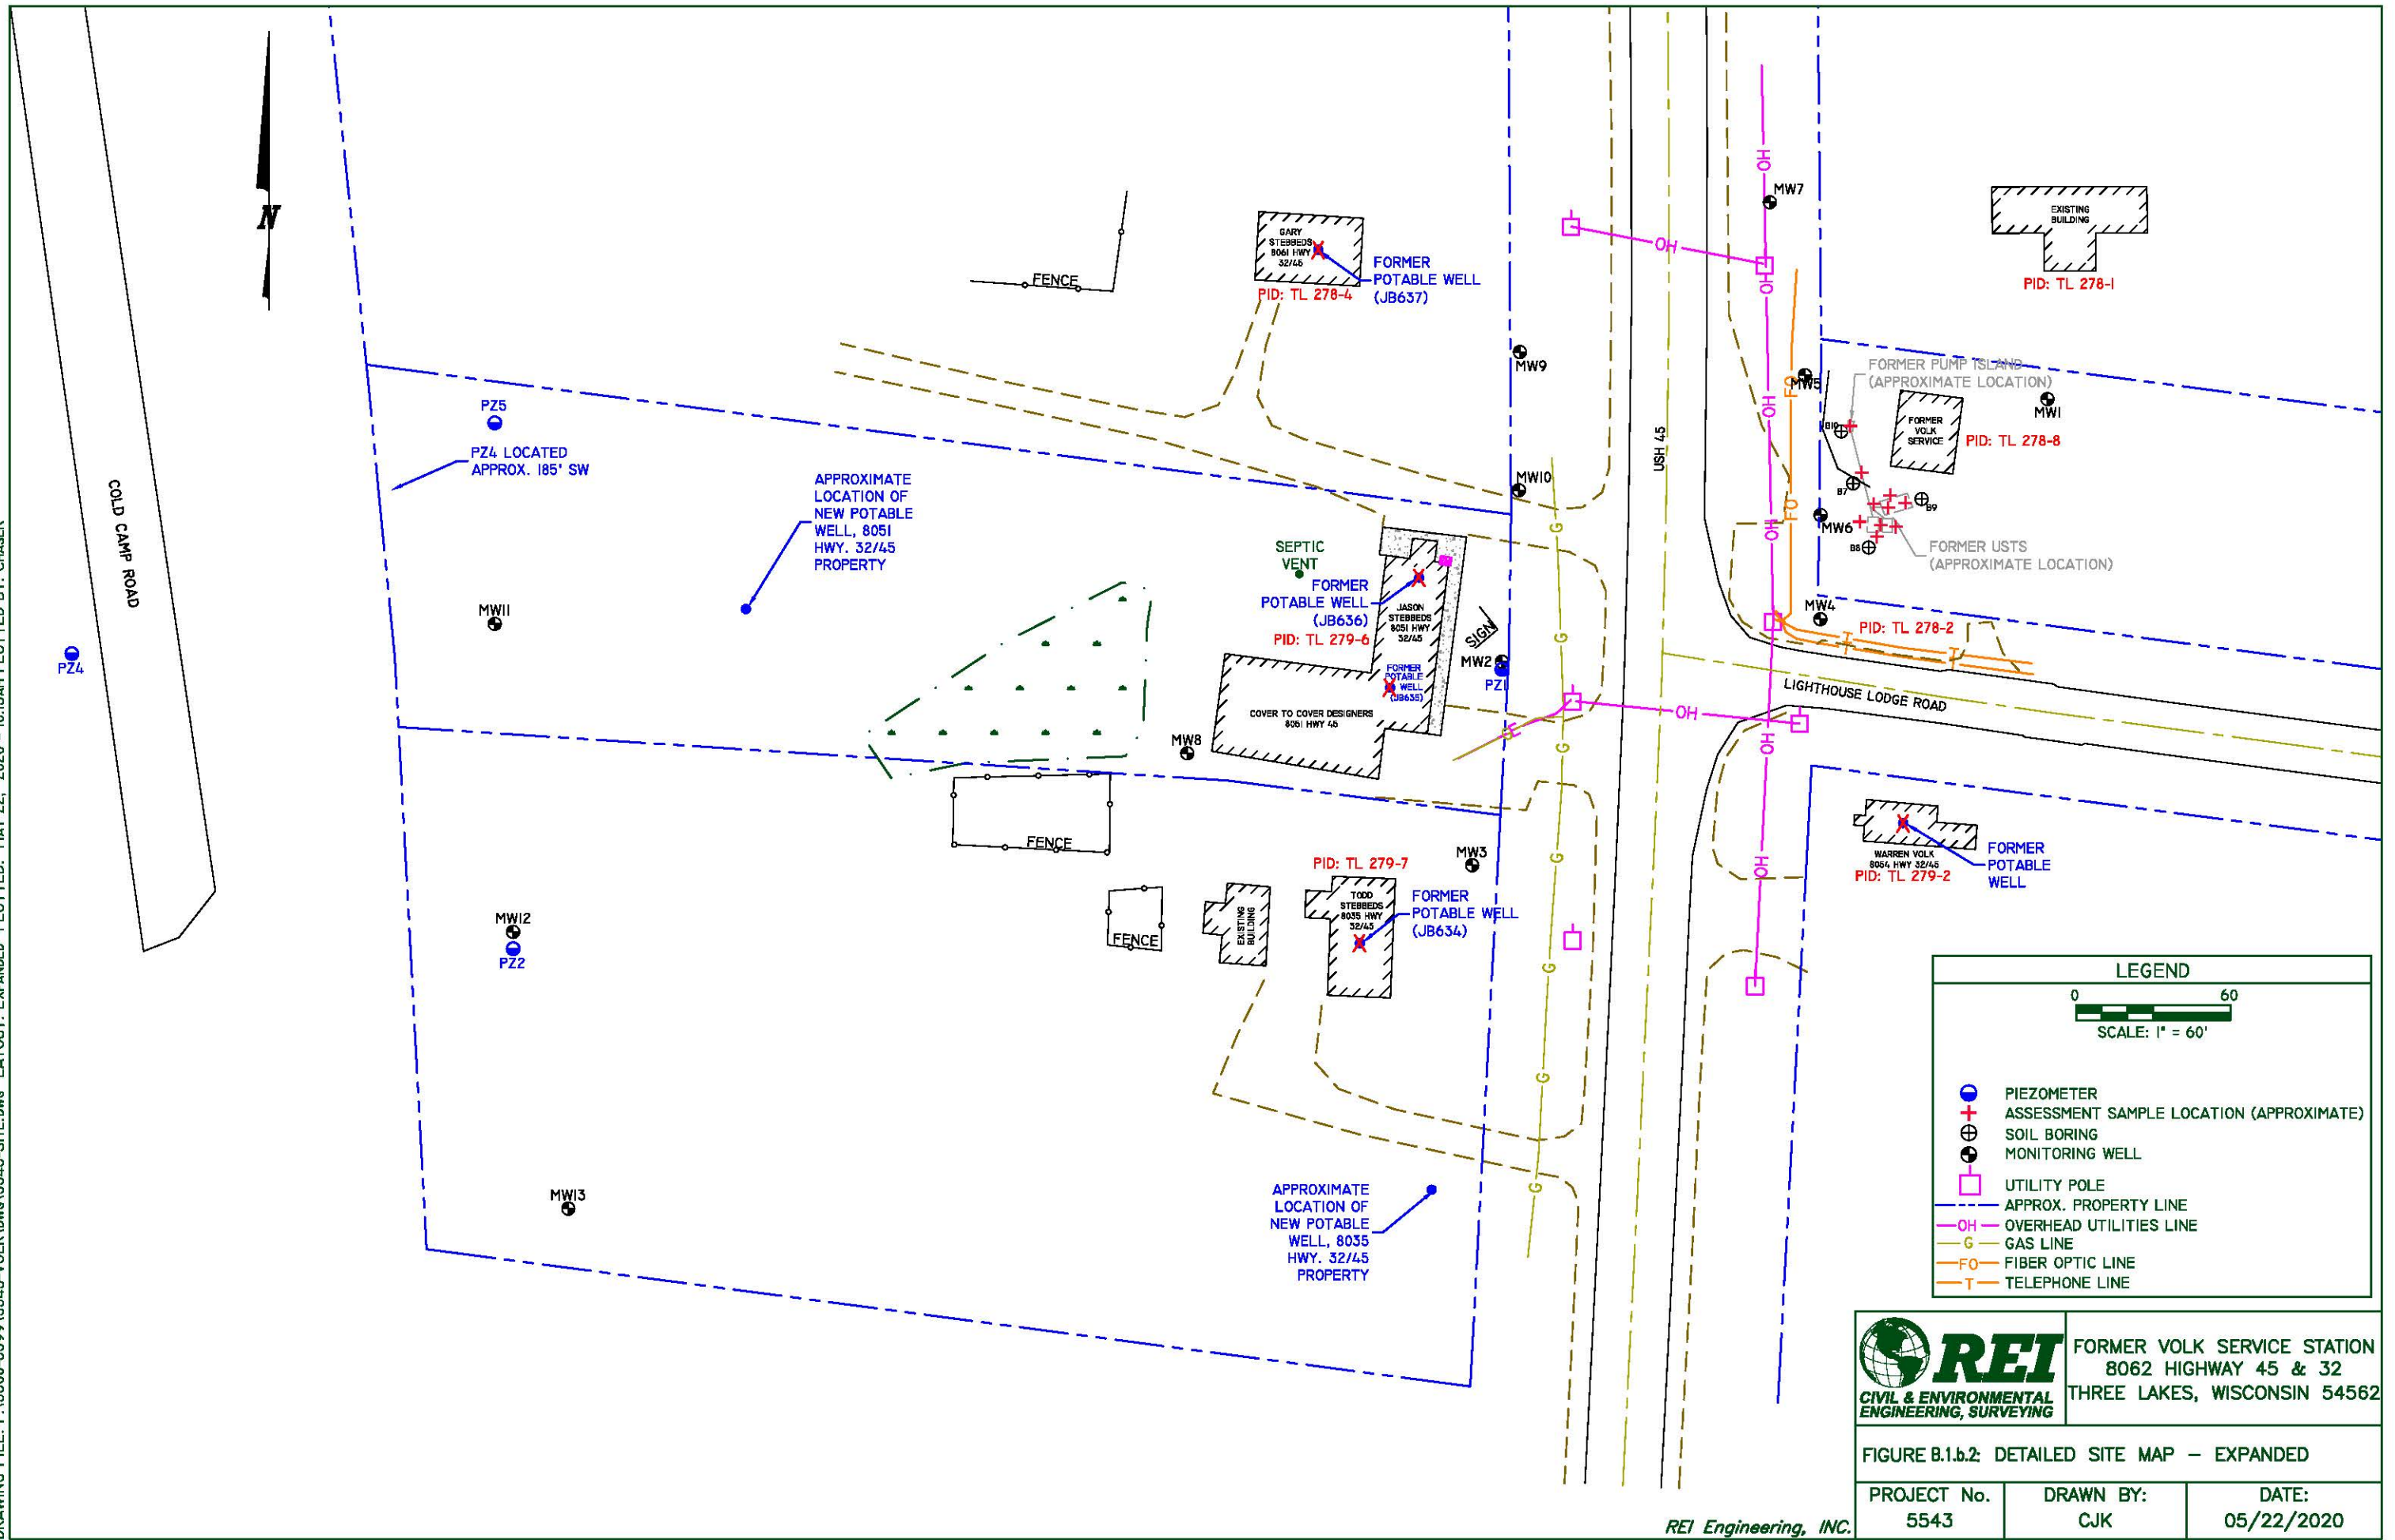 N
COLD CAMP ROAD
PZ5
PZ4 LOCATED
APPROX. 185' SW
PZ4
MW11
MW12
PZ2
MW13
APPROXIMATE
LOCATION OF
NEW POTABLE
WELL, 8051
HWY. 32/45
PROPERTY
FENCE
GARY
STEBBEDS
8061 HWY
32/45
PID: TL 278-4
FORMER
POTABLE WELL
(JB637)
SEPTIC
VENT
FORMER
POTABLE WELL
(JB636)
PID: TL 279-6
JASON
STEBBEDS
8051 HWY
32/45
FORMER
POTABLE
WELL
(JB635)
COVER TO COVER DESIGNERS
8051 HWY 45
SIGN
MW2
PZ1
MW8
FENCE
FENCE
EXISTING
BUILDING
PID: TL 279-7
TODD
STEBBEDS
8035 HWY
32/45
FORMER
POTABLE WELL
(JB634)
MW3
APPROXIMATE
LOCATION OF
NEW POTABLE
WELL, 8035
HWY. 32/45
PROPERTY
MW9
MW10
G
G
G
G
G
G
G
G
USH 45
OH
OH
OH
OH
OH
OH
OH
OH
FO
FO
T
T
MW7
MW5
EXISTING
BUILDING
PID: TL 278-1
FORMER PUMP ISLAND
(APPROXIMATE LOCATION)
MW1
FORMER
VOLK
SERVICE
PID: TL 278-8
B10
B7
B9
MW6
B8
FORMER USTS
(APPROXIMATE LOCATION)
MW4
PID: TL 278-2
LIGHTHOUSE LODGE ROAD
WARREN VOLK
8054 HWY 32/45
PID: TL 279-2
FORMER
POTABLE
WELL
LEGEND
0 60
SCALE: 1" = 60'
PIEZOMETER
ASSESSMENT SAMPLE LOCATION (APPROXIMATE)
SOIL BORING
MONITORING WELL
UTILITY POLE
APPROX. PROPERTY LINE
OH OVERHEAD UTILITIES LINE
G GAS LINE
FO FIBER OPTIC LINE
T TELEPHONE LINE
REI
CIVIL & ENVIRONMENTAL
ENGINEERING, SURVEYING
FORMER VOLK SERVICE STATION
8062 HIGHWAY 45 & 32
THREE LAKES, WISCONSIN 54562
FIGURE B.1.b.2: DETAILED SITE MAP – EXPANDED
PROJECT No.
5543
DRAWN BY:
CJK
DATE:
05/22/2020
REI Engineering, INC.